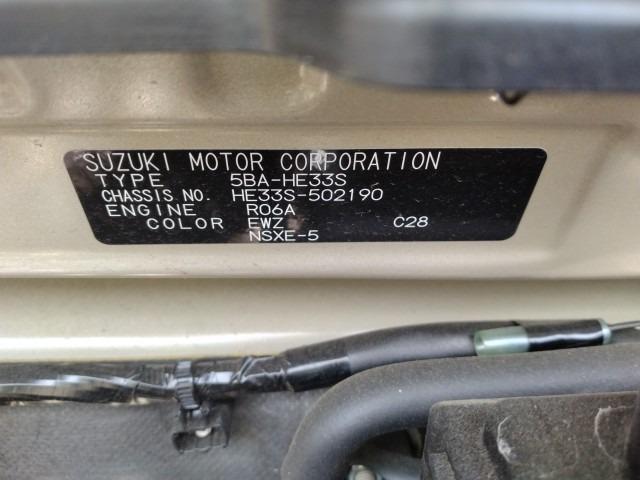 SUZUKI MOTOR CORPORATION
TYPE 5BA-HE33S
CHASSIS NO. HE33S-502190
ENGINE R06A
COLOR EWZ C28
NSXE-5